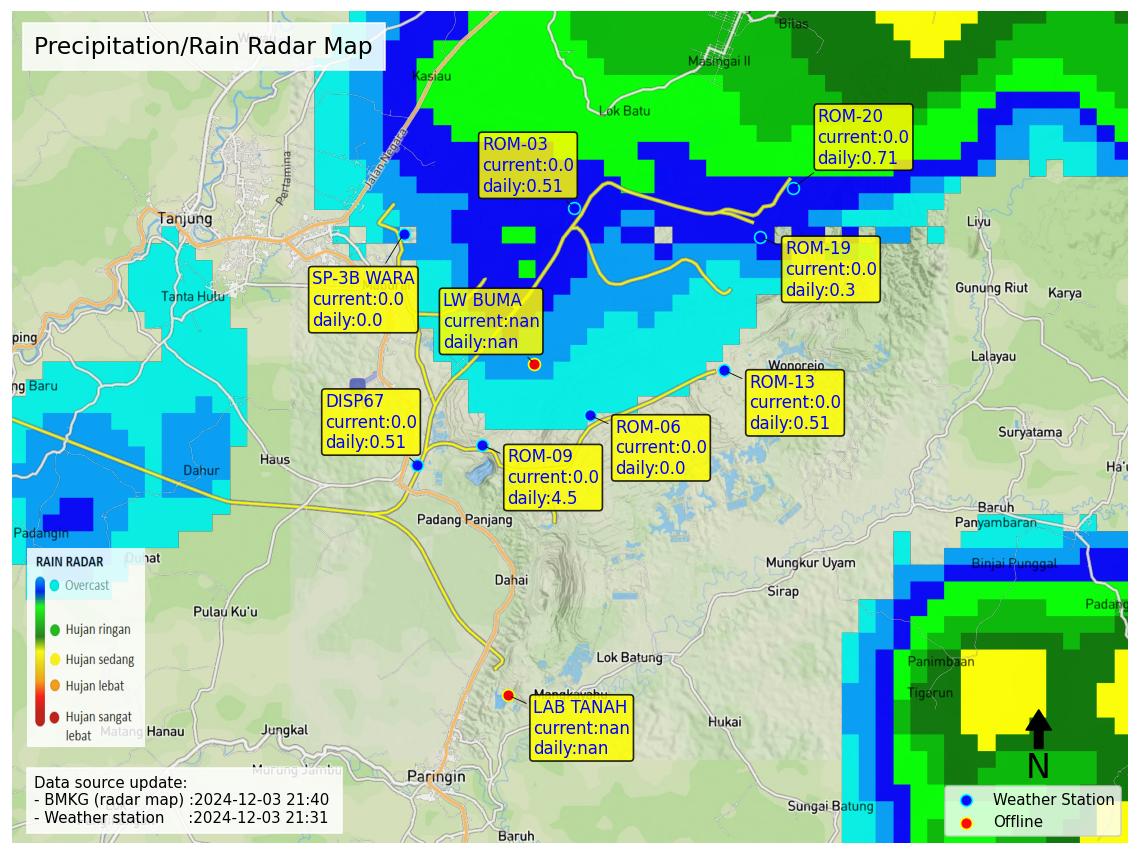 Precipitation/Rain Radar Map
Bilas
Masingai II
Kasiau
Lok Batu
Jalan Negara
Pertamina
Tanjung
Tanta Hulu
ROM-03
current:0.0
daily:0.51
ROM-20
current:0.0
daily:0.71
ROM-19
current:0.0
daily:0.3
SP-3B WARA
current:0.0
daily:0.0
LW BUMA
current:nan
daily:nan
Liyu
Gunung Riut
Karya
Lalayau
Wonorejo
ping
ng Baru
ROM-13
current:0.0
daily:0.51
DISP67
current:0.0
daily:0.51
ROM-06
current:0.0
daily:0.0
ROM-09
current:0.0
daily:4.5
Suryatama
Ha'u
Haus
Dahur
Padangin
Padang Panjang
Baruh
Panyambaran
Binjai Punggal
Mungkur Uyam
Sirap
Padang
Dahai
Pulau Ku'u
Lok Batung
Panimbaan
Tigarun
Mangkayahu
LAB TANAH
current:nan
daily:nan
Hukai
Jungkal
Matang Hanau
Murung Jambu
Paringin
Baruh
Sungai Batung
RAIN RADAR
Overcast
Hujan ringan
Hujan sedang
Hujan lebat
Hujan sangat
lebat
Data source update:
- BMKG (radar map) :2024-12-03 21:40
- Weather station :2024-12-03 21:31
N
Weather Station
Offline